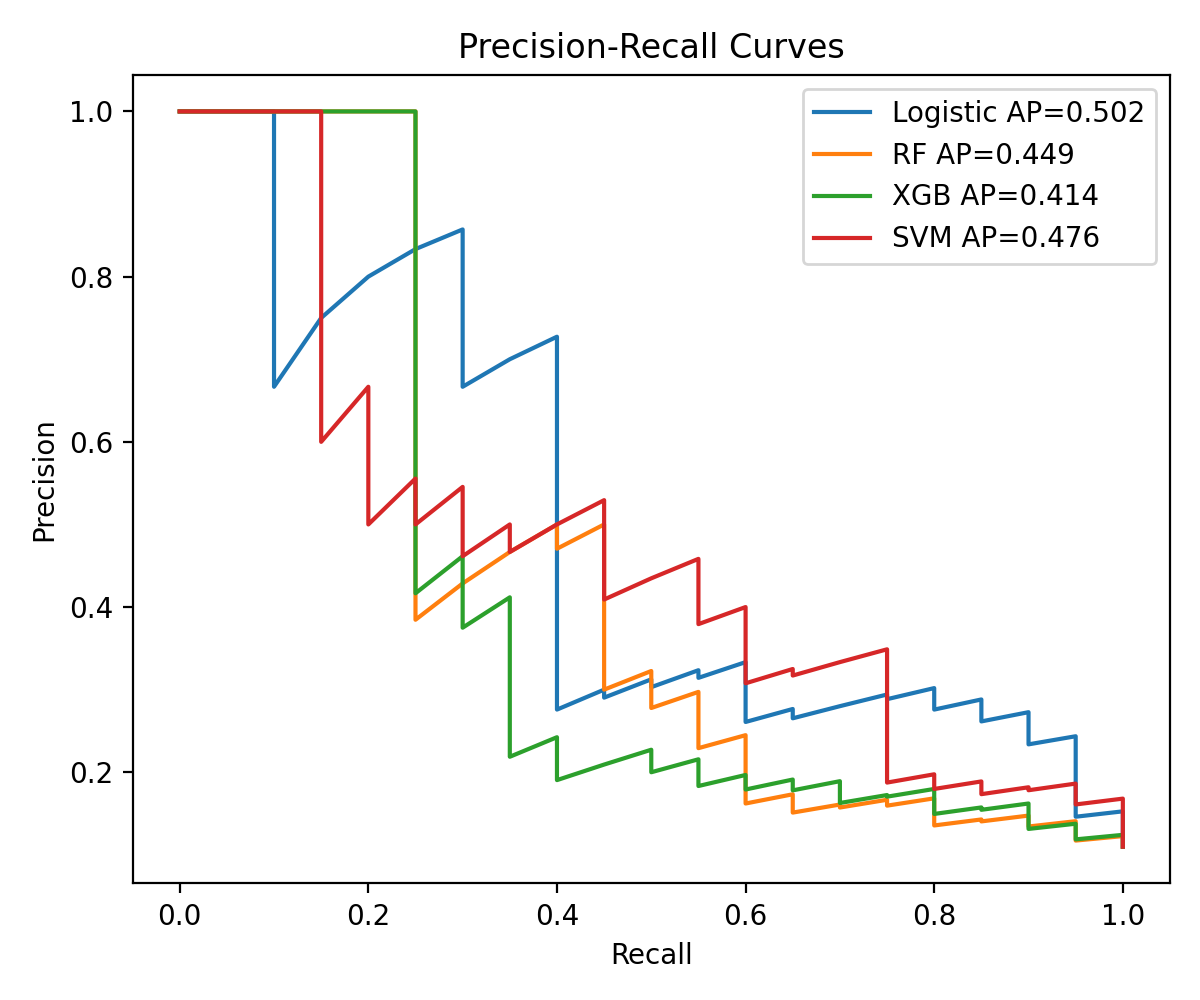 Precision-Recall Curves
Logistic AP=0.502
RF AP=0.449
XGB AP=0.414
SVM AP=0.476
Precision
1.0
0.8
0.6
0.4
0.2
0.0 0.2 0.4 0.6 0.8 1.0
Recall